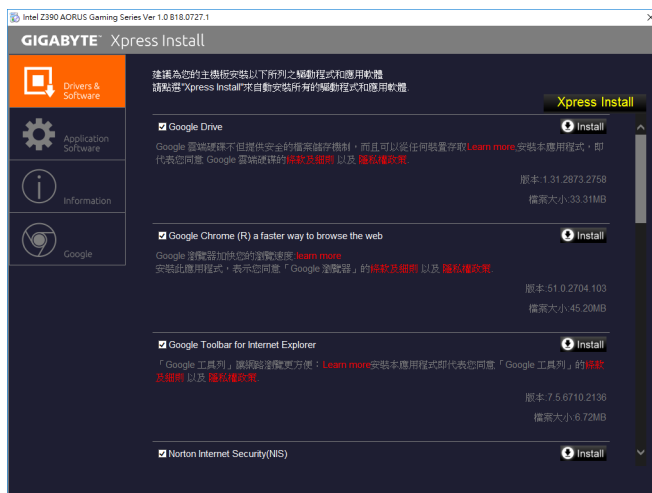 Intel Z390 AORUS Gaming Series Ver 1.0 B18.0727.1
GIGABYTE™ Xpress Install
Drivers &
Software
Application
Software
Information
Google
建議為您的主機板安裝以下所列之驅動程式和應用軟體
請點選"Xpress Install"來自動安裝所有的驅動程式和應用軟體.
Xpress Install
Google Drive
Install
Google 雲端硬碟不但提供安全的檔案儲存機制，而且可以從任何裝置存取Learn more,安裝本應用程式，即
代表您同意 Google 雲端硬碟的條款及細則 以及 隱私權政策.
版本:1.31.2873.2758
檔案大小:33.31MB
Google Chrome (R) a faster way to browse the web
Install
Google 瀏覽器加快您的瀏覽速度:learn more
安裝此應用程式，表示您同意「Google 瀏覽器」的條款及細則 以及 隱私權政策.
版本:51.0.2704.103
檔案大小:45.20MB
Google Toolbar for Internet Explorer
Install
「Google 工具列」讓網路瀏覽更方便：Learn more安裝本應用程式即代表您同意「Google 工具列」的條款
及細則 以及 隱私權政策.
版本:7.5.6710.2136
檔案大小:6.72MB
Norton Internet Security(NIS)
Install